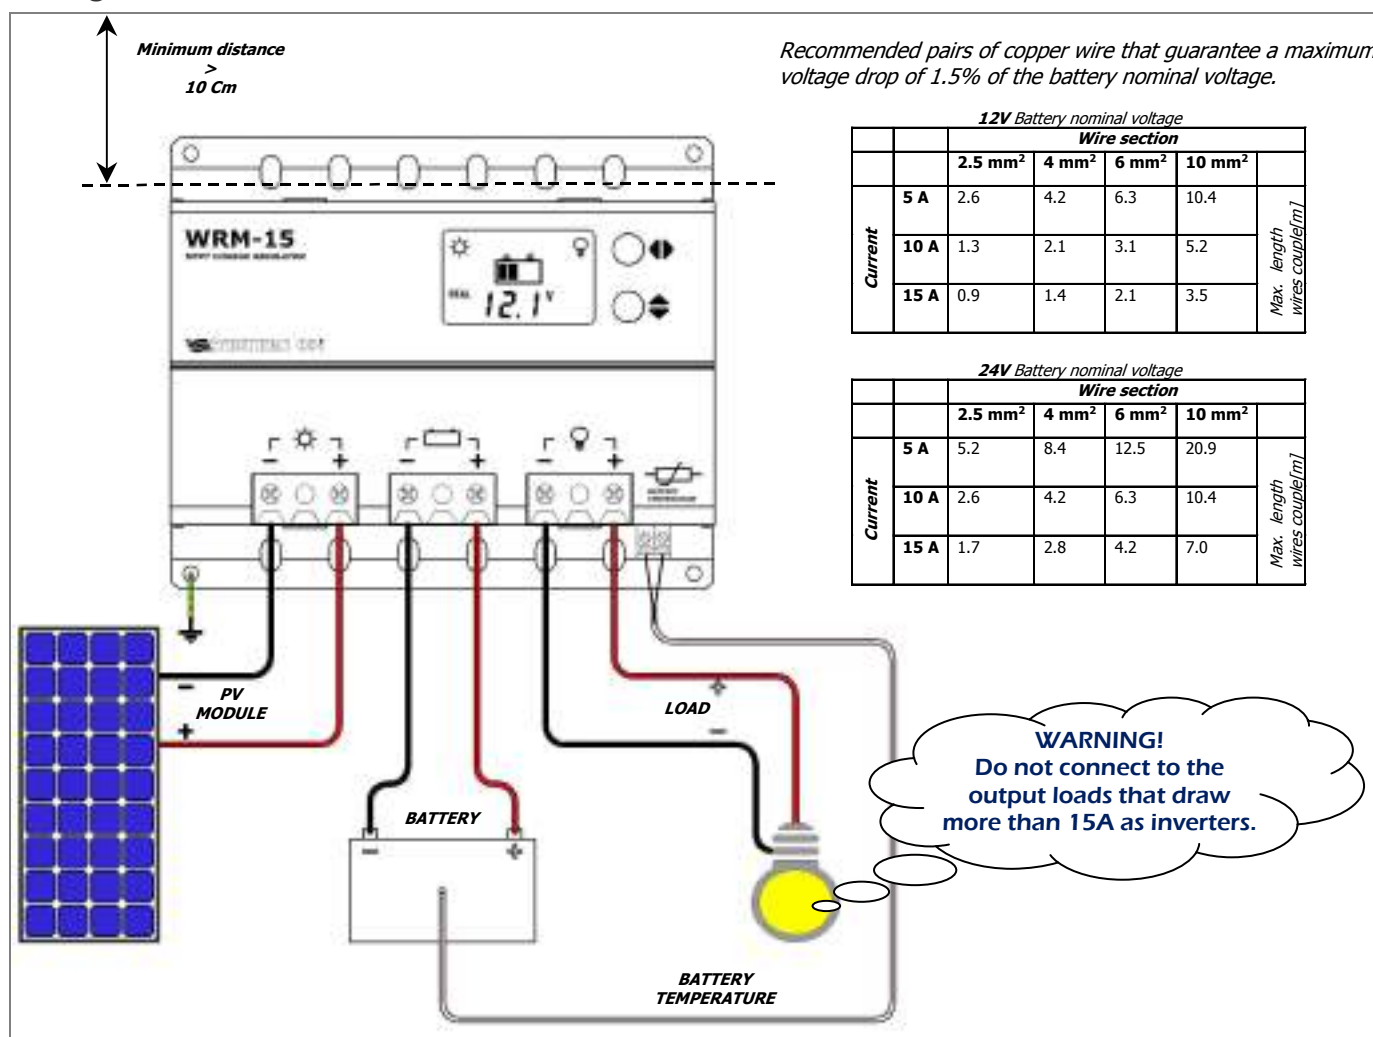 Minimum distance
>
10 Cm
Recommended pairs of copper wire that guarantee a maximum
voltage drop of 1.5% of the battery nominal voltage.
12V Battery nominal voltage
Wire section
2.5 mm² 4 mm² 6 mm² 10 mm²
5 A 2.6 4.2 6.3 10.4
10 A 1.3 2.1 3.1 5.2
15 A 0.9 1.4 2.1 3.5
Current
Max. length
wires couple[m]
24V Battery nominal voltage
Wire section
2.5 mm² 4 mm² 6 mm² 10 mm²
5 A 5.2 8.4 12.5 20.9
10 A 2.6 4.2 6.3 10.4
15 A 1.7 2.8 4.2 7.0
Current
Max. length
wires couple[m]
WRM-15
MPPT CHARGE REGULATOR
12.1 V
- +
- +
- +
-
PV
MODULE
+
+
LOAD
-
BATTERY
- +
BATTERY
TEMPERATURE
WARNING!
Do not connect to the
output loads that draw
more than 15A as inverters.